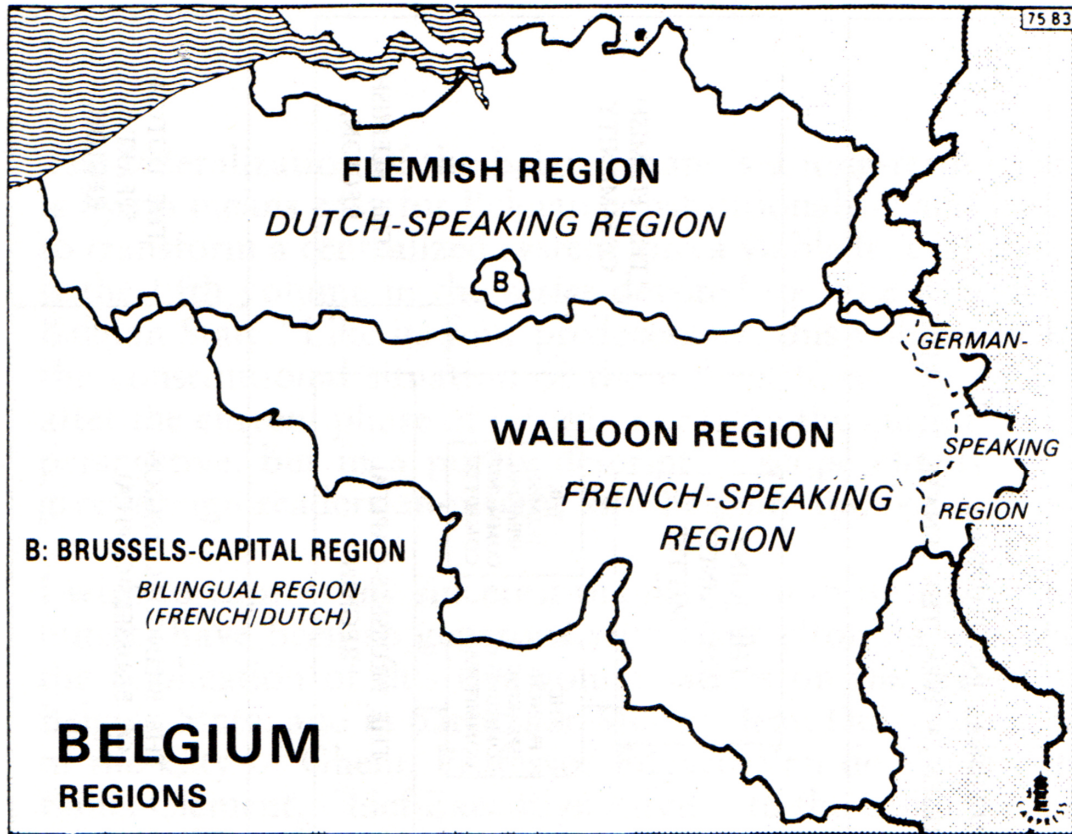 75 83
FLEMISH REGION
DUTCH-SPEAKING REGION
B
GERMAN-
WALLOON REGION
SPEAKING
FRENCH-SPEAKING
REGION
REGION
B: BRUSSELS-CAPITAL REGION
BILINGUAL REGION
(FRENCH/DUTCH)
BELGIUM
REGIONS